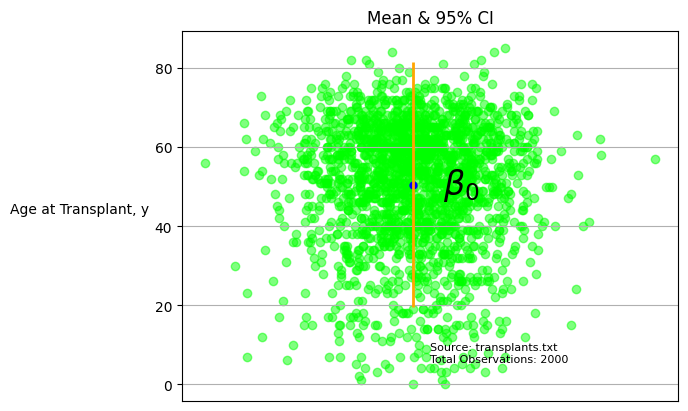 Mean & 95% CI
80
60
β₀
Age at Transplant, y
40
20
Source: transplants.txt
Total Observations: 2000
0